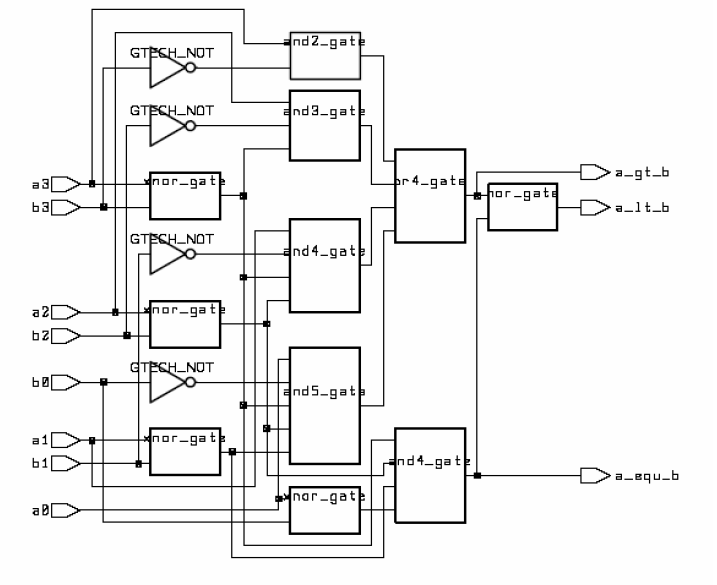 and2_gate
GTECH_NOT
and3_gate
GTECH_NOT
a3
xnor_gate
or4_gate
a_gt_b
b3
nor_gate
a_lt_b
GTECH_NOT
and4_gate
a2
xnor_gate
b2
GTECH_NOT
b0
and5_gate
a1
xnor_gate
b1
and4_gate
a_equ_b
a0
xnor_gate